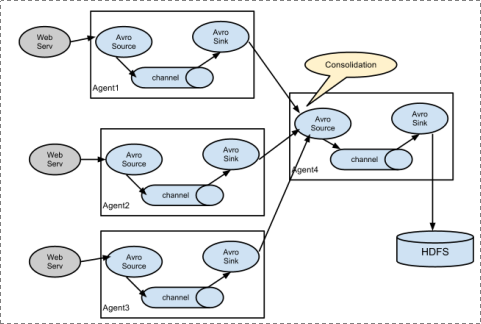 Web
Serv
Avro
Source
Avro
Sink
channel
Agent1
Consolidation
Web
Serv
Avro
Source
Avro
Sink
channel
Agent2
Avro
Source
Avro
Sink
channel
Agent4
Web
Serv
Avro
Source
Avro
Sink
channel
Agent3
HDFS